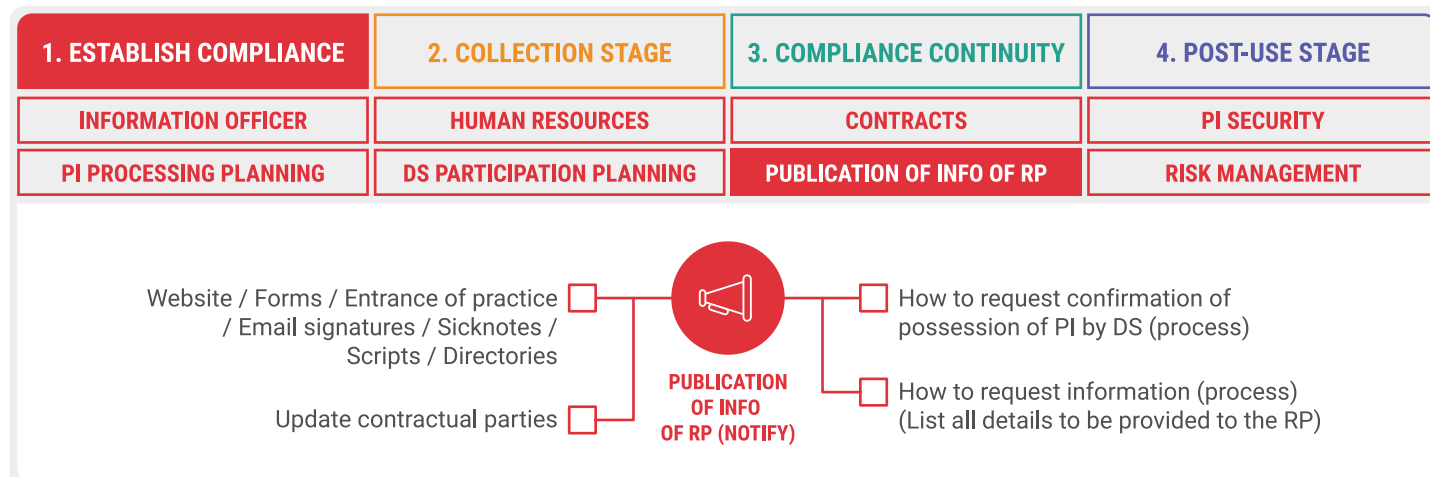 1. ESTABLISH COMPLIANCE
2. COLLECTION STAGE
3. COMPLIANCE CONTINUITY
4. POST-USE STAGE
INFORMATION OFFICER
HUMAN RESOURCES
CONTRACTS
PI SECURITY
PI PROCESSING PLANNING
DS PARTICIPATION PLANNING
PUBLICATION OF INFO OF RP
RISK MANAGEMENT
Website / Forms / Entrance of practice
/ Email signatures / Sicknotes /
Scripts / Directories
Update contractual parties
PUBLICATION
OF INFO
OF RP (NOTIFY)
How to request confirmation of
possession of PI by DS (process)
How to request information (process)
(List all details to be provided to the RP)